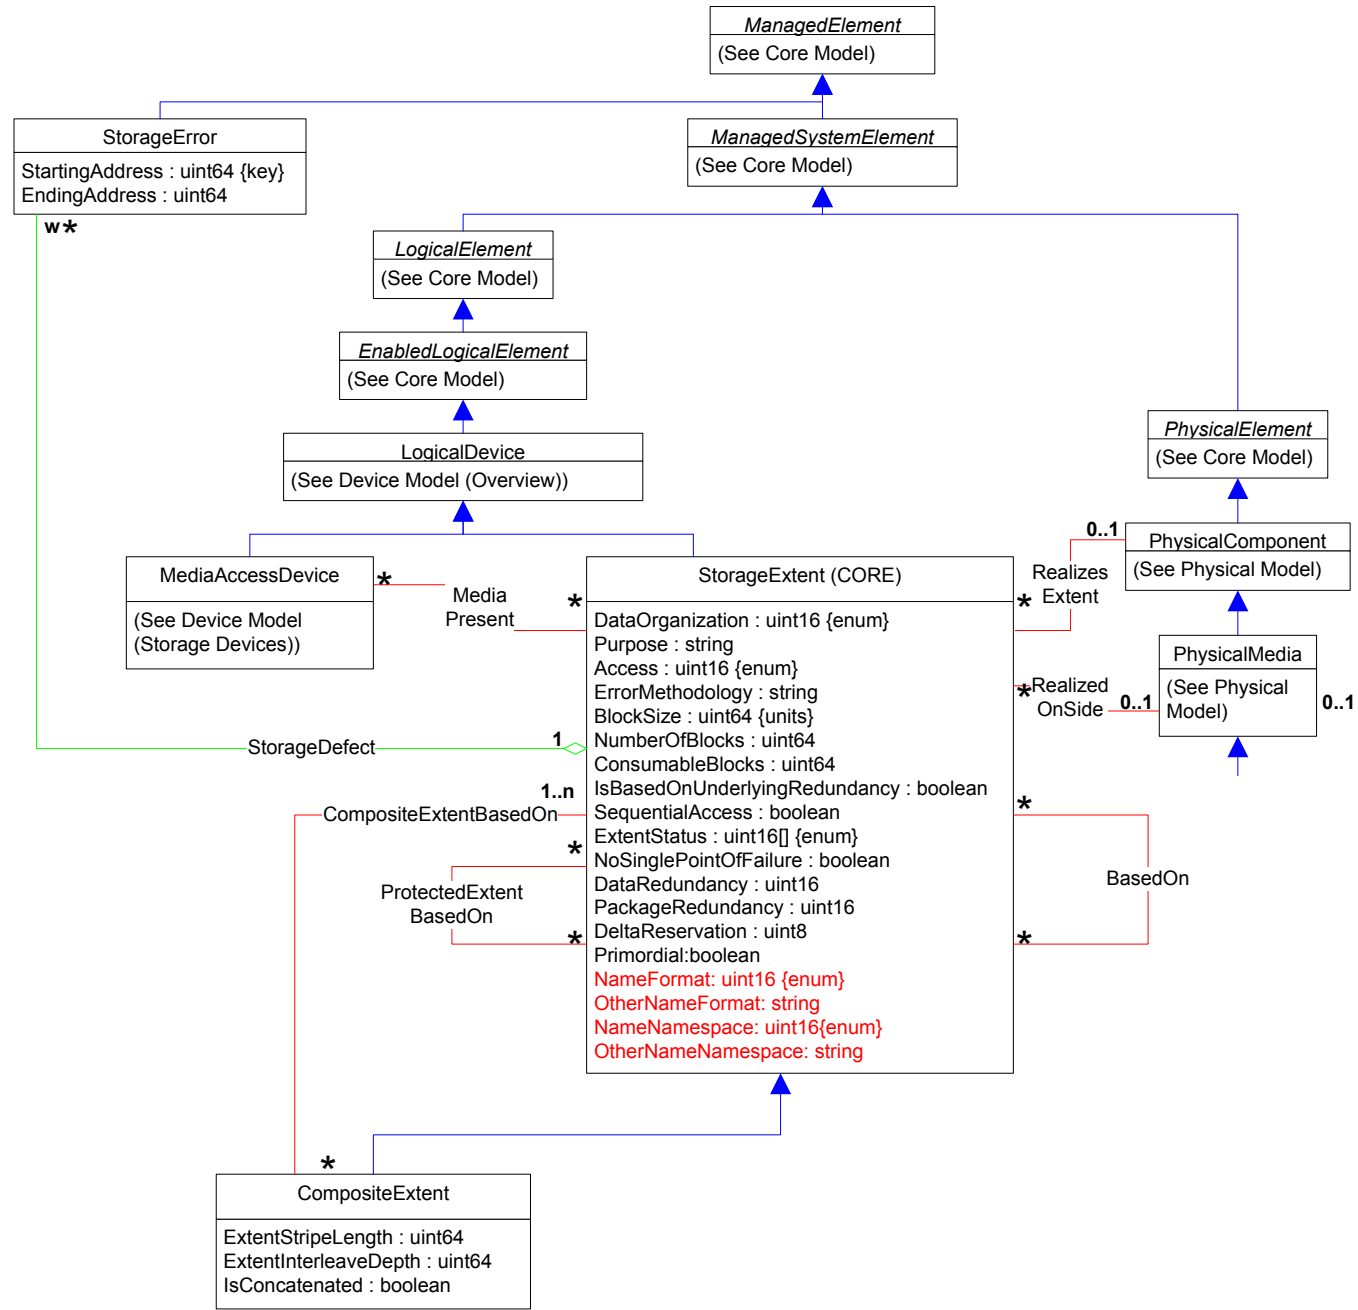 ManagedElement
(See Core Model)
StorageError
StartingAddress : uint64 {key}
EndingAddress : uint64
w*
ManagedSystemElement
(See Core Model)
LogicalElement
(See Core Model)
EnabledLogicalElement
(See Core Model)
LogicalDevice
(See Device Model (Overview))
PhysicalElement
(See Core Model)
0..1
PhysicalComponent
(See Physical Model)
Realizes
Extent
*
MediaAccessDevice
(See Device Model
(Storage Devices))
*
Media
Present
*
StorageExtent (CORE)
DataOrganization : uint16 {enum}
Purpose : string
Access : uint16 {enum}
ErrorMethodology : string
BlockSize : uint64 {units}
NumberOfBlocks : uint64
ConsumableBlocks : uint64
IsBasedOnUnderlyingRedundancy : boolean
SequentialAccess : boolean
ExtentStatus : uint16[] {enum}
NoSinglePointOfFailure : boolean
DataRedundancy : uint16
PackageRedundancy : uint16
DeltaReservation : uint8
Primordial:boolean
NameFormat: uint16 {enum}
OtherNameFormat: string
NameNamespace: uint16{enum}
OtherNameNamespace: string
PhysicalMedia
(See Physical
Model)
*
Realized
OnSide
0..1
0..1
StorageDefect
1
1..n
CompositeExtentBasedOn
*
ProtectedExtent
BasedOn
*
*
BasedOn
*
*
CompositeExtent
ExtentStripeLength : uint64
ExtentInterleaveDepth : uint64
IsConcatenated : boolean